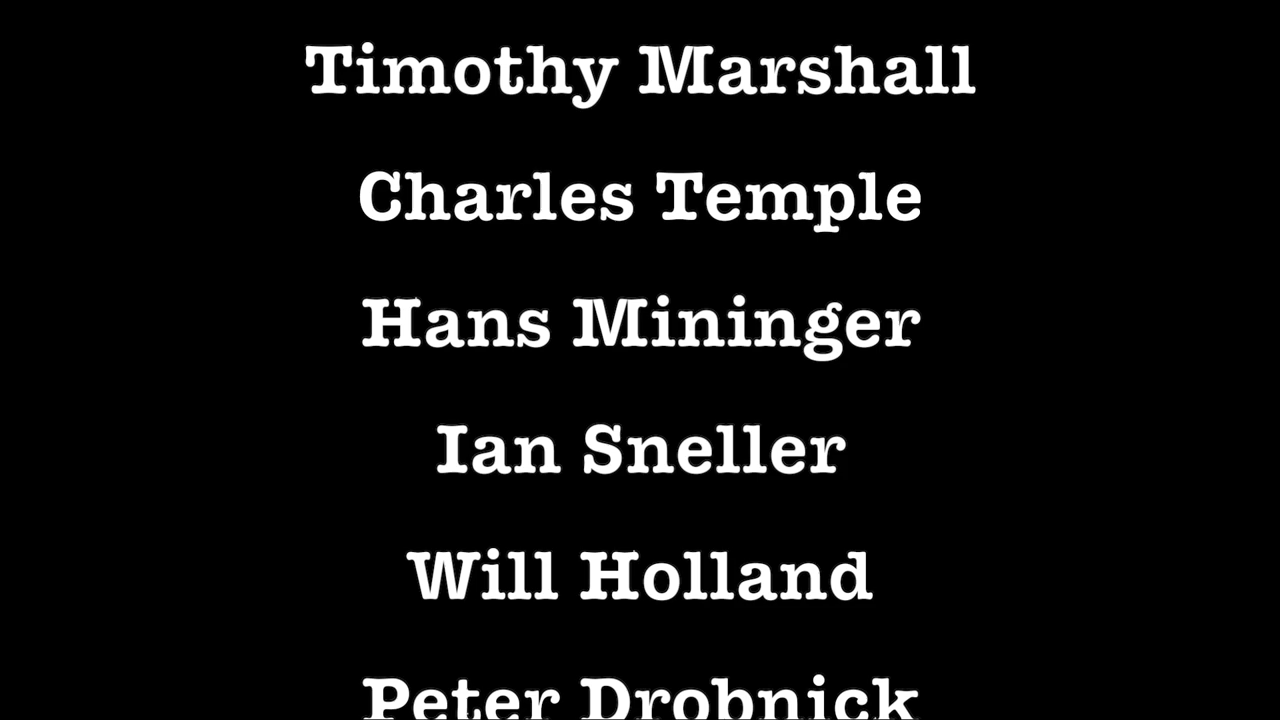 Timothy Marshall
Charles Temple
Hans Mininger
Ian Sneller
Will Holland
Peter Drobnick